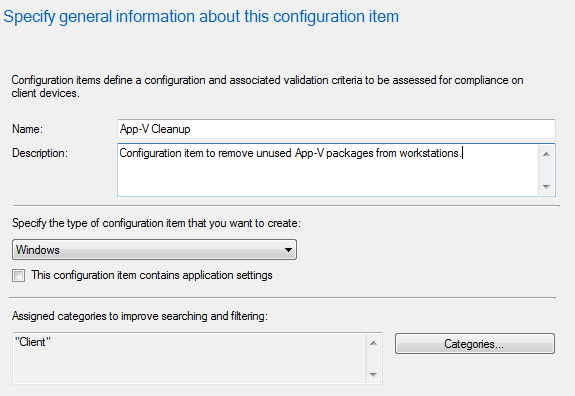 Specify general information about this configuration item
Configuration items define a configuration and associated validation criteria to be assessed for compliance on
client devices.
Name: App-V Cleanup
Description: Configuration item to remove unused App-V packages from workstations.
Specify the type of configuration item that you want to create:
Windows
This configuration item contains application settings
Assigned categories to improve searching and filtering:
"Client" Categories...